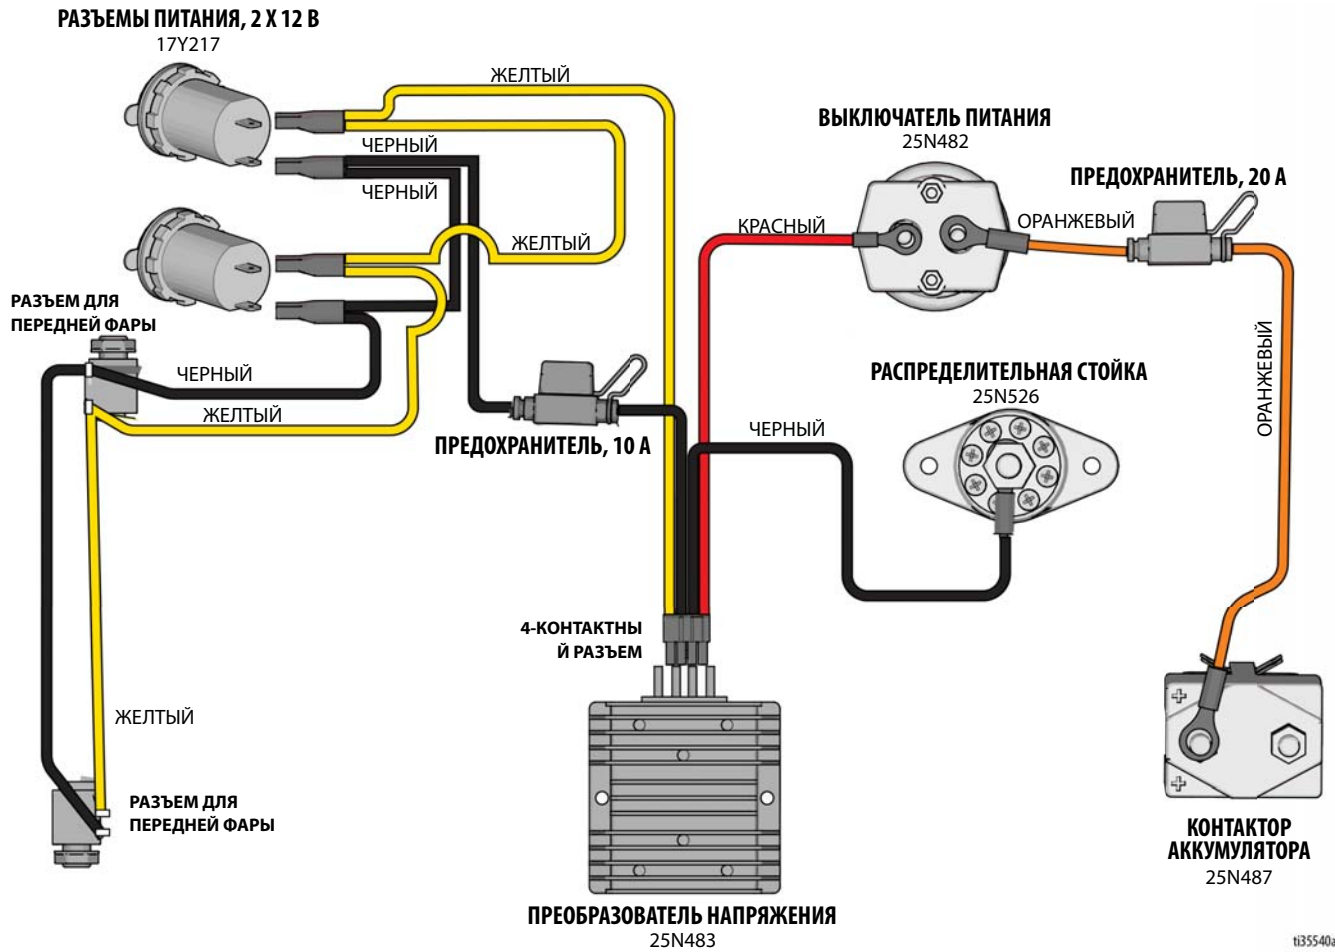 РАЗЪЕМЫ ПИТАНИЯ, 2 X 12 В
17Y217
ЖЕЛТЫЙ
ЧЕРНЫЙ
ЧЕРНЫЙ
ЖЕЛТЫЙ
ВЫКЛЮЧАТЕЛЬ ПИТАНИЯ
25N482
ПРЕДОХРАНИТЕЛЬ, 20 А
КРАСНЫЙ
ОРАНЖЕВЫЙ
РАЗЪЕМ ДЛЯ
ПЕРЕДНЕЙ ФАРЫ
ЧЕРНЫЙ
ЖЕЛТЫЙ
ПРЕДОХРАНИТЕЛЬ, 10 А
РАСПРЕДЕЛИТЕЛЬНАЯ СТОЙКА
25N526
ЧЕРНЫЙ
ОРАНЖЕВЫЙ
4-КОНТАКТНЫ
Й РАЗЪЕМ
ЖЕЛТЫЙ
РАЗЪЕМ ДЛЯ
ПЕРЕДНЕЙ ФАРЫ
ПРЕОБРАЗОВАТЕЛЬ НАПРЯЖЕНИЯ
25N483
+
+
КОНТАКТОР
АККУМУЛЯТОРА
25N487
ti35540a